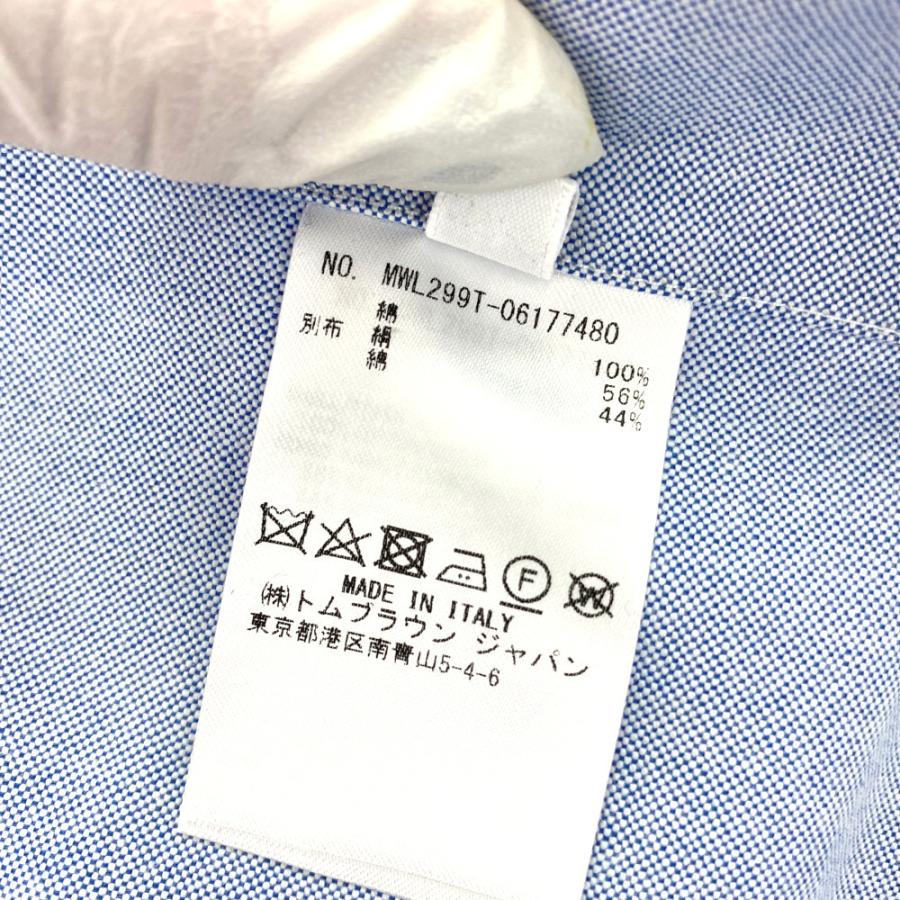 NO. MWL299T-06177480
綿 100%
別布 絹 56%
綿 44%
F W
MADE IN ITALY
(株)トムブラウン ジャパン
東京都港区南青山5-4-6